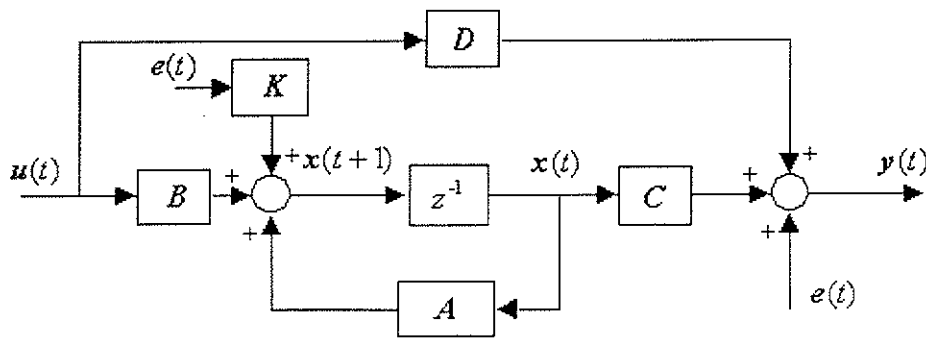 D
e(t)
K
+
x(t+1)
x(t)
y(t)
u(t)
B
+
z⁻¹
C
+
+
+
+
A
e(t)